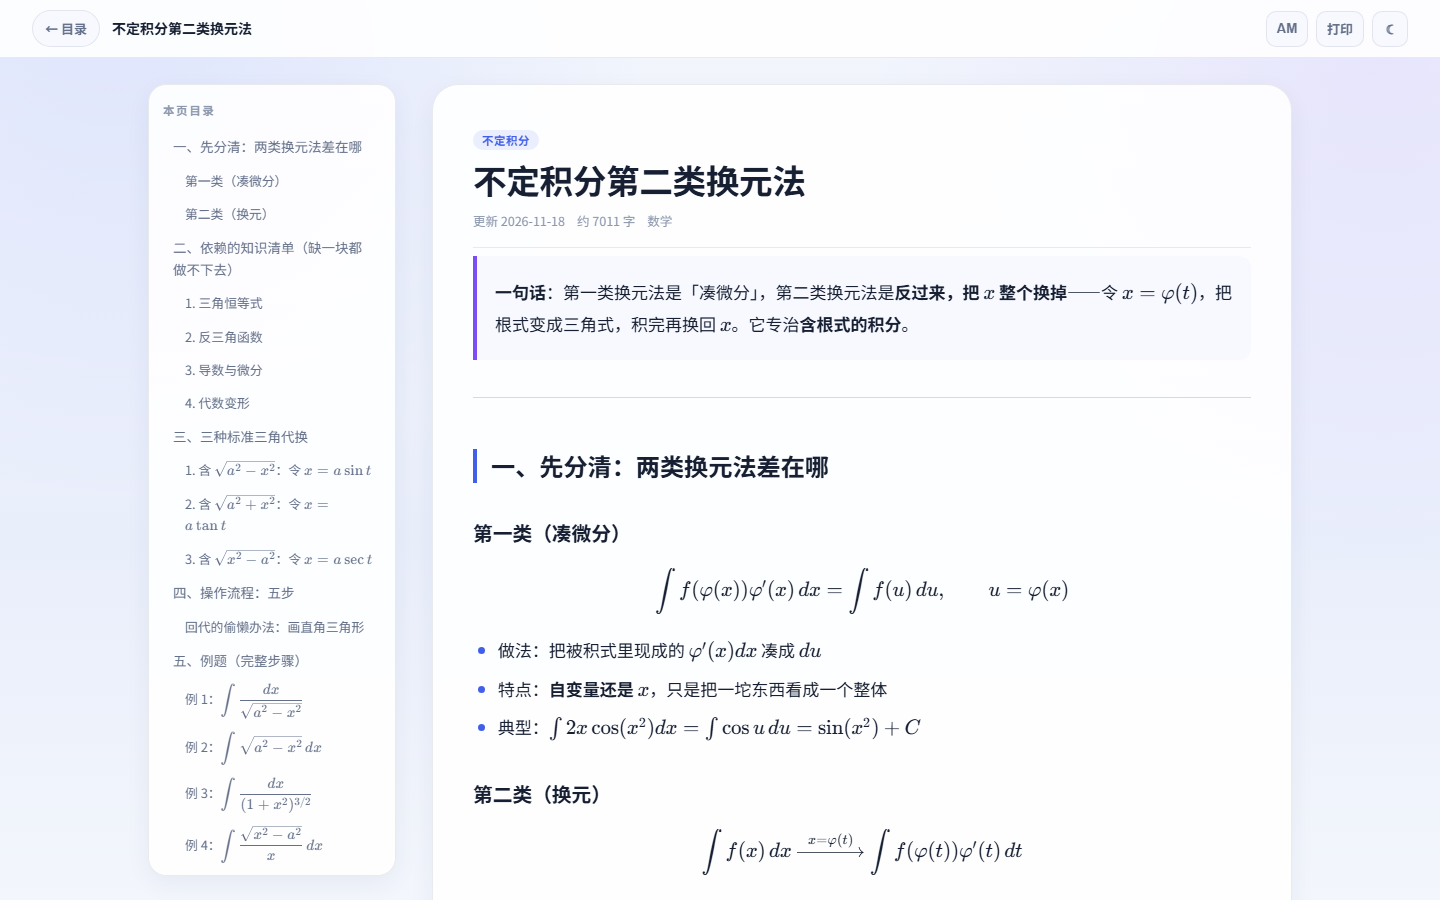 ← 目录
不定积分第二类换元法
AM
打印
☾
本页目录
一、先分清：两类换元法差在哪
第一类（凑微分）
第二类（换元）
二、依赖的知识清单（缺一块都
做不下去）
1. 三角恒等式
2. 反三角函数
3. 导数与微分
4. 代数变形
三、三种标准三角代换
1. 含 √(a² − x²)：令 x = a sin t
2. 含 √(a² + x²)：令 x =
a tan t
3. 含 √(x² − a²)：令 x = a sec t
四、操作流程：五步
回代的偷懒办法：画直角三角形
五、例题（完整步骤）
例 1：∫ dx/√(a² − x²)
例 2：∫ √(a² − x²) dx
例 3：∫ dx/(1 + x²)^{3/2}
例 4：∫ √(x² − a²)/x dx
不定积分
不定积分第二类换元法
更新 2026-11-18 约 7011 字 数学
一句话：第一类换元法是「凑微分」，第二类换元法是反过来，把 x 整个换掉——令 x = φ(t)，把
根式变成三角式，积完再换回 x。它专治含根式的积分。
一、先分清：两类换元法差在哪
第一类（凑微分）
∫ f(φ(x))φ′(x) dx = ∫ f(u) du, u = φ(x)
做法：把被积式里现成的 φ′(x)dx 凑成 du
特点：自变量还是 x，只是把一坨东西看成一个整体
典型：∫ 2x cos(x²)dx = ∫ cos u du = sin(x²) + C
第二类（换元）
∫ f(x) dx —x=φ(t)→ ∫ f(φ(t))φ′(t) dt